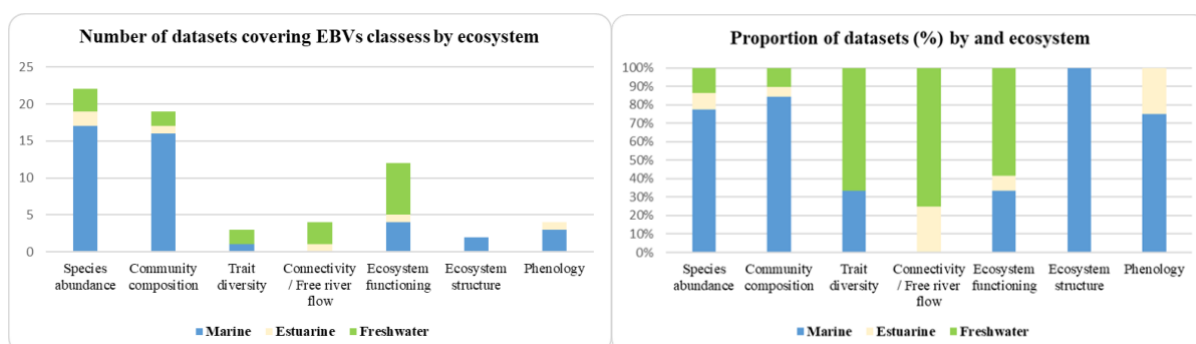 Number of datasets covering EBVs classess by ecosystem
25
20
15
10
5
0
Species abundance
Community composition
Trait diversity
Connectivity / Free river flow
Ecosystem functioning
Ecosystem structure
Phenology
Marine Estuarine Freshwater
Proportion of datasets (%) by and ecosystem
100%
90%
80%
70%
60%
50%
40%
30%
20%
10%
0%
Species abundance
Community composition
Trait diversity
Connectivity / Free river flow
Ecosystem functioning
Ecosystem structure
Phenology
Marine Estuarine Freshwater